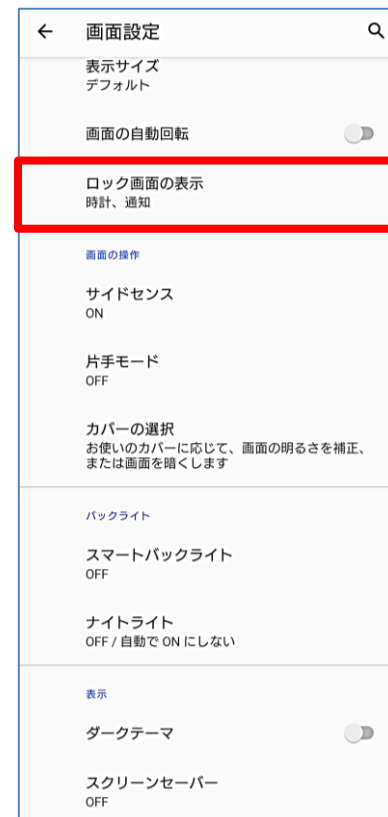 画面設定
表示サイズ
デフォルト
画面の自動回転
ロック画面の表示
時計、通知
画面の操作
サイドセンス
ON
片手モード
OFF
カバーの選択
お使いのカバーに応じて、画面の明るさを補正、
または画面を暗くします
バックライト
スマートバックライト
OFF
ナイトライト
OFF / 自動で ON にしない
表示
ダークテーマ
スクリーンセーバー
OFF